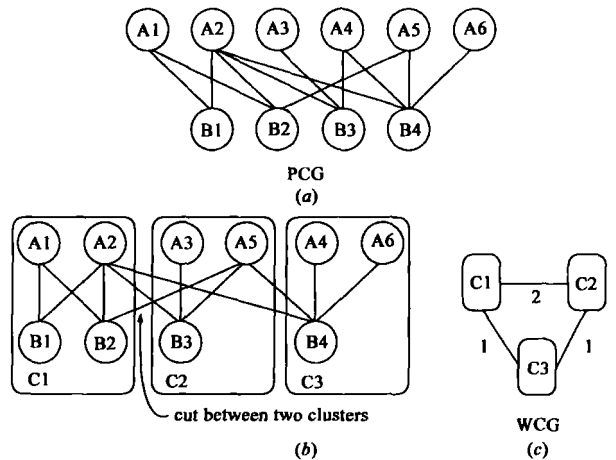 A1 A2 A3 A4 A5 A6
B1 B2 B3 B4
PCG
(a)
A1 A2 A3 A5 A4 A6
B1 B2 B3 B4
C1 C2 C3
cut between two clusters
(b)
C1 2 C2
1 1
C3
WCG
(c)